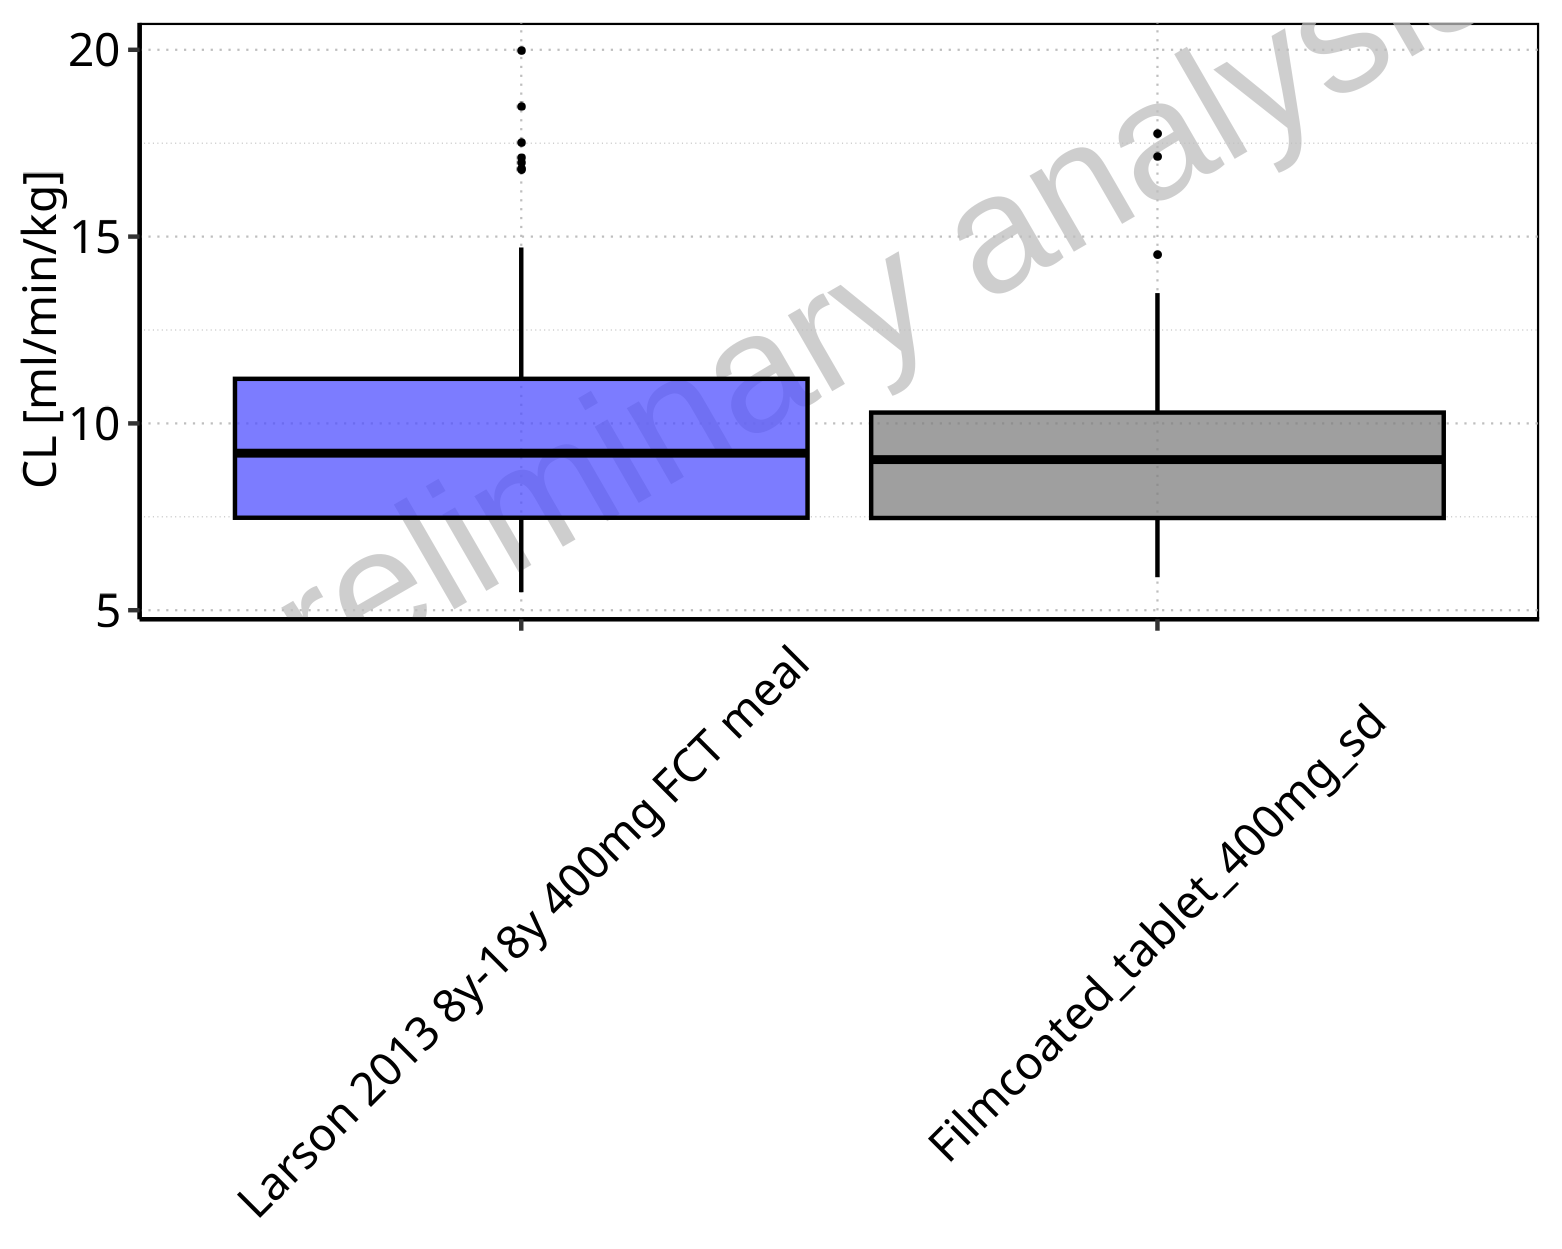 CL [ml/min/kg]
20
15
10
5
reliminary analysis
Larson 2013 8y-18y 400mg FCT meal
Filmcoated_tablet_400mg_sd